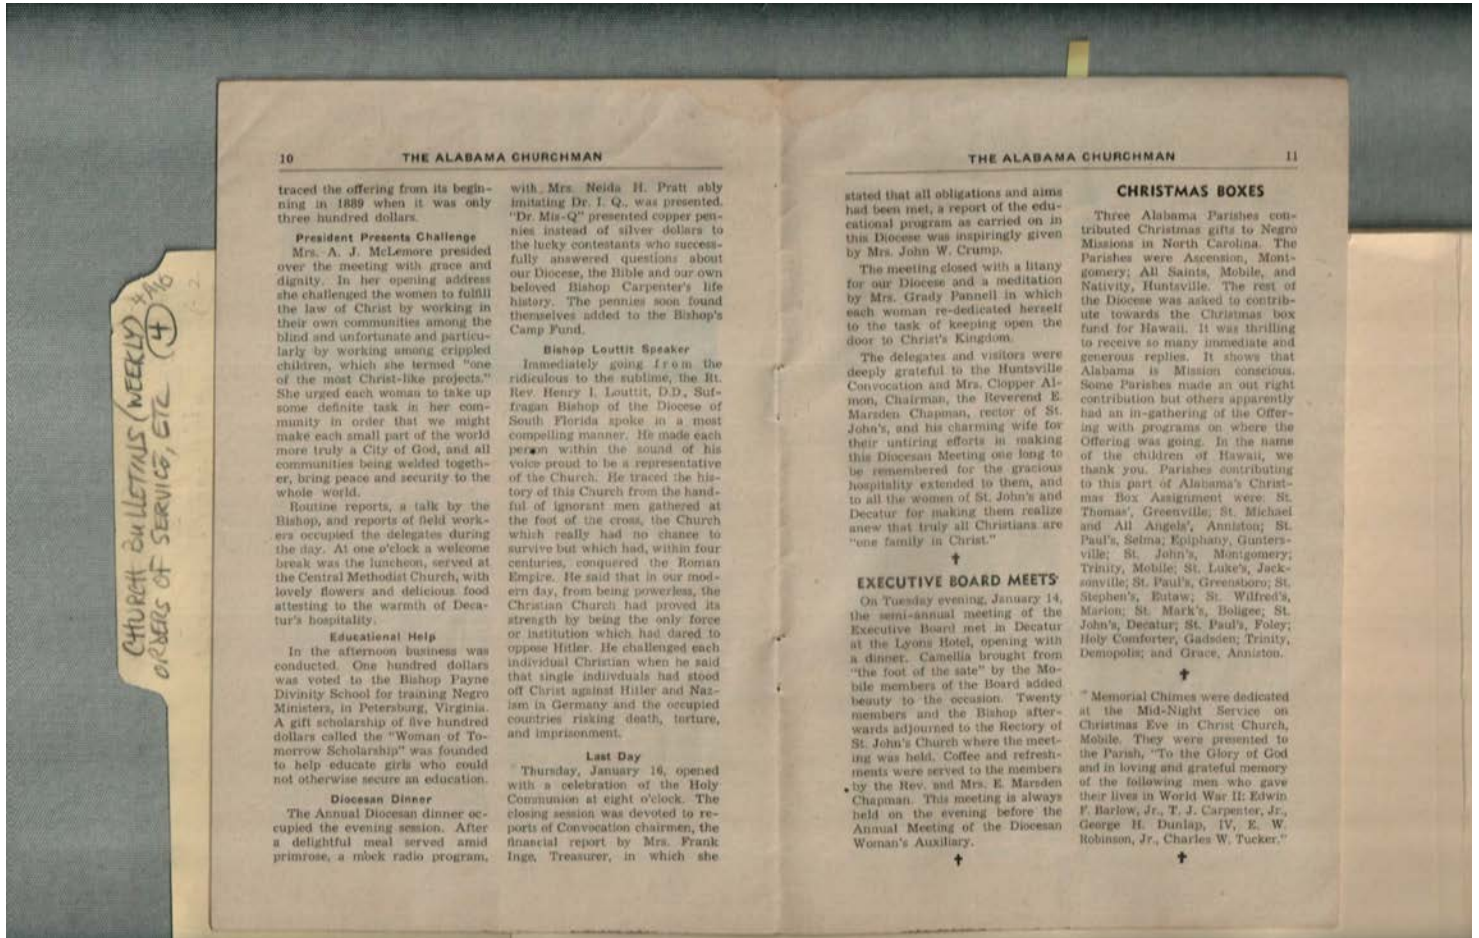 CHURCH BULLETINS (WEEKLY)
ORDERS OF SERVICE, ETC
4
10
THE ALABAMA CHURCHMAN
traced the offering from its begin-
ning in 1889 when it was only
three hundred dollars.
President Presents Challenge
Mrs. A. J. McLemore presided
over the meeting with grace and
dignity. In her opening address
she challenged the women to fulfill
the law of Christ by working in
their own communities among the
blind and unfortunate and particu-
larly by working among crippled
children, which she termed "one
of the most Christ-like projects."
She urged each woman to take up
some definite task in her com-
munity in order that we might
make each small part of the world
more truly a City of God, and all
communities being welded togeth-
er, bring peace and security to the
whole world.
Routine reports, a talk by the
Bishop, and reports of field work-
ers occupied the delegates during
the day. At one o'clock a welcome
break was the luncheon, served at
the Central Methodist Church, with
lovely flowers and delicious food
attesting to the warmth of Deca-
tur's hospitality.
Educational Help
In the afternoon business was
conducted. One hundred dollars
was voted to the Bishop Payne
Divinity School for training Negro
Ministers, in Petersburg, Virginia.
A gift scholarship of five hundred
dollars called the "Woman of To-
morrow Scholarship" was founded
to help educate girls who could
not otherwise secure an education.
Diocesan Dinner
The Annual Diocesan dinner oc-
cupied the evening session. After
a delightful meal served amid
primrose, a mock radio program,
with Mrs. Nelda H. Pratt ably
imitating Dr. I. Q., was presented.
"Dr. Mis-Q" presented copper pen-
nies instead of silver dollars to
the lucky contestants who success-
fully answered questions about
our Diocese, the Bible and our own
beloved Bishop Carpenter's life
history. The pennies soon found
themselves added to the Bishop's
Camp Fund.
Bishop Louttit Speaker
Immediately going from the
ridiculous to the sublime, the Rt.
Rev. Henry I. Louttit, D.D., Suf-
fragan Bishop of the Diocese of
South Florida spoke in a most
compelling manner. He made each
person within the sound of his
voice proud to be a representative
of the Church. He traced the his-
tory of this Church from the hand-
ful of ignorant men gathered at
the foot of the cross, the Church
which really had no chance to
survive but which had, within four
centuries, conquered the Roman
Empire. He said that in our mod-
ern day, from being powerless, the
Christian Church had proved its
strength by being the only force
or institution which had dared to
oppose Hitler. He challenged each
individual Christian when he said
that single indiivduals had stood
off Christ against Hitler and Naz-
ism in Germany and the occupied
countries risking death, torture,
and imprisonment.
Last Day
Thursday, January 16, opened
with a celebration of the Holy
Communion at eight o'clock. The
closing session was devoted to re-
ports of Convocation chairmen, the
financial report by Mrs. Frank
Inge, Treasurer, in which she
THE ALABAMA CHURCHMAN
11
stated that all obligations and aims
had been met, a report of the edu-
cational program as carried on in
this Diocese was inspiringly given
by Mrs. John W. Crump.
The meeting closed with a litany
for our Diocese and a meditation
by Mrs. Grady Pannell in which
each woman re-dedicated herself
to the task of keeping open the
door to Christ's Kingdom.
The delegates and visitors were
deeply grateful to the Huntsville
Convocation and Mrs. Clopper Al-
mon, Chairman, the Reverend E.
Marsden Chapman, rector of St.
John's, and his charming wife for
their untiring efforts in making
this Diocesan Meeting one long to
be remembered for the gracious
hospitality extended to them, and
to all the women of St. John's and
Decatur for making them realize
anew that truly all Christians are
"one family in Christ."
EXECUTIVE BOARD MEETS
On Tuesday evening, January 14,
the semi-annual meeting of the
Executive Board met in Decatur
at the Lyons Hotel, opening with
a dinner. Camellia brought from
"the foot of the sate" by the Mo-
bile members of the Board added
beauty to the occasion. Twenty
members and the Bishop after-
wards adjourned to the Rectory of
St. John's Church where the meet-
ing was held. Coffee and refresh-
ments were served to the members
by the Rev. and Mrs. E. Marsden
Chapman. This meeting is always
held on the evening before the
Annual Meeting of the Diocesan
Woman's Auxiliary.
CHRISTMAS BOXES
Three Alabama Parishes con-
tributed Christmas gifts to Negro
Missions in North Carolina. The
Parishes were Ascension, Mont-
gomery; All Saints, Mobile, and
Nativity, Huntsville. The rest of
the Diocese was asked to contrib-
ute towards the Christmas box
fund for Hawaii. It was thrilling
to receive so many immediate and
generous replies. It shows that
Alabama is Mission conscious.
Some Parishes made an out right
contribution but others apparently
had an in-gathering of the Offer-
ing with programs on where the
Offering was going. In the name
of the children of Hawaii, we
thank you. Parishes contributing
to this part of Alabama's Christ-
mas Box Assignment were: St.
Thomas', Greenville; St. Michael
and All Angels', Anniston; St.
Paul's, Selma; Epiphany, Gunters-
ville; St. John's, Montgomery;
Trinity, Mobile; St. Luke's, Jack-
sonville; St. Paul's, Greensboro; St.
Stephen's, Eutaw; St. Wilfred's,
Marion; St. Mark's, Boligee; St.
John's, Decatur; St. Paul's, Foley;
Holy Comforter, Gadsden; Trinity,
Demopolis; and Grace, Anniston.
Memorial Chimes were dedicated
at the Mid-Night Service on
Christmas Eve in Christ Church,
Mobile. They were presented to
the Parish, "To the Glory of God
and in loving and grateful memory
of the following men who gave
their lives in World War II: Edwin
F. Barlow, Jr., T. J. Carpenter, Jr.,
George H. Dunlap, IV, E. W.
Robinson, Jr., Charles W. Tucker."